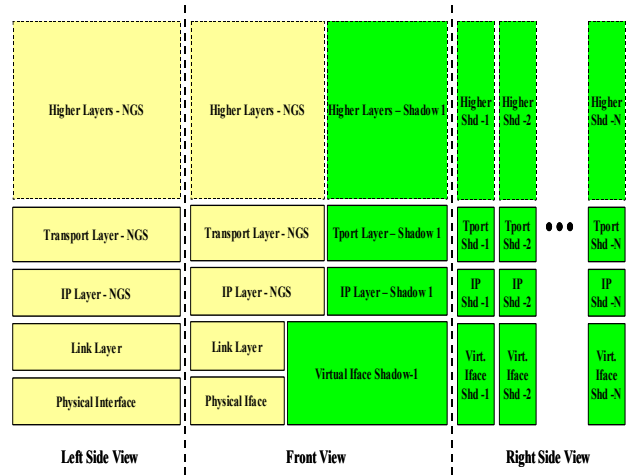 Higher Layers - NGS
Higher Layers - NGS
Higher Layers – Shadow 1
Higher
Shd -1
Higher
Shd -2
Higher
Shd -N
Transport Layer - NGS
Transport Layer - NGS
Tport Layer – Shadow 1
Tport
Shd -1
Tport
Shd -2
Tport
Shd -N
IP Layer - NGS
IP Layer - NGS
IP Layer – Shadow 1
IP
Shd -1
IP
Shd -2
IP
Shd -N
Link Layer
Link Layer
Virtual Iface Shadow-1
Virt.
Iface
Shd -1
Virt.
Iface
Shd -2
Virt.
Iface
Shd -N
Physical Interface
Physical Iface
Left Side View
Front View
Right Side View